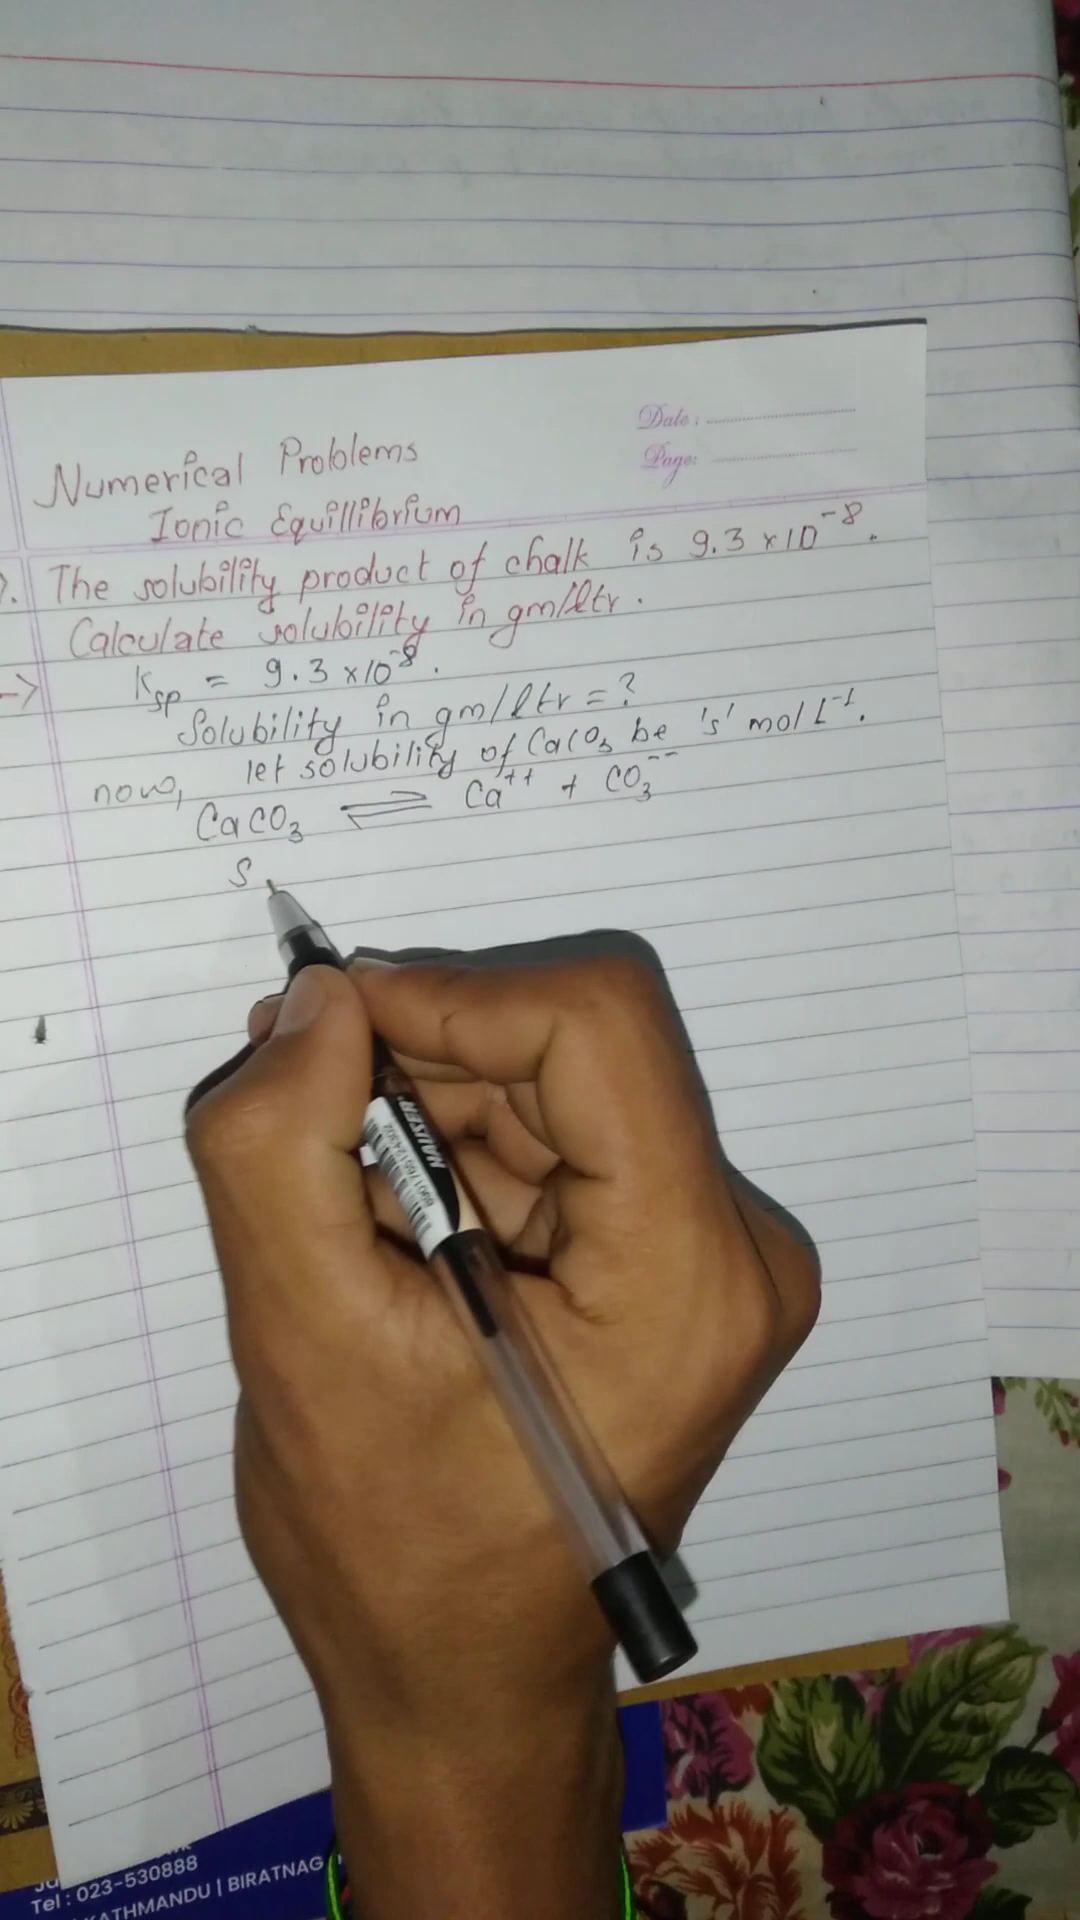 Date:
Page:
Numerical Problems
Ionic Equillibrium
The solubility product of chalk is 9.3 × 10⁻⁸.
Calculate solubility in gm/ltr.
→ Ksp = 9.3 × 10⁻⁸.
Solubility in gm/ltr = ?
now, let solubility of CaCO₃ be 's' mol L⁻¹.
CaCO₃ ⇌ Ca⁺⁺ + CO₃⁻⁻
S
HAUSER
Tel : 023-530888
KATHMANDU | BIRATNAG